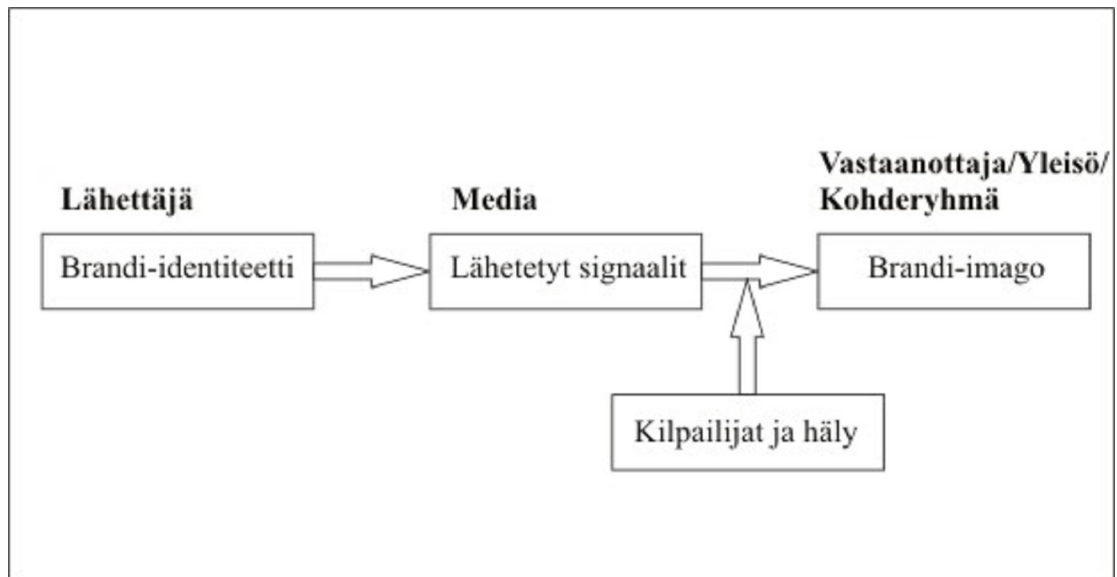 Lähettäjä
Brandi-identiteetti
Media
Lähetetyt signaalit
Vastaanottaja/Yleisö/
Kohderyhmä
Brandi-imago
Kilpailijat ja häly